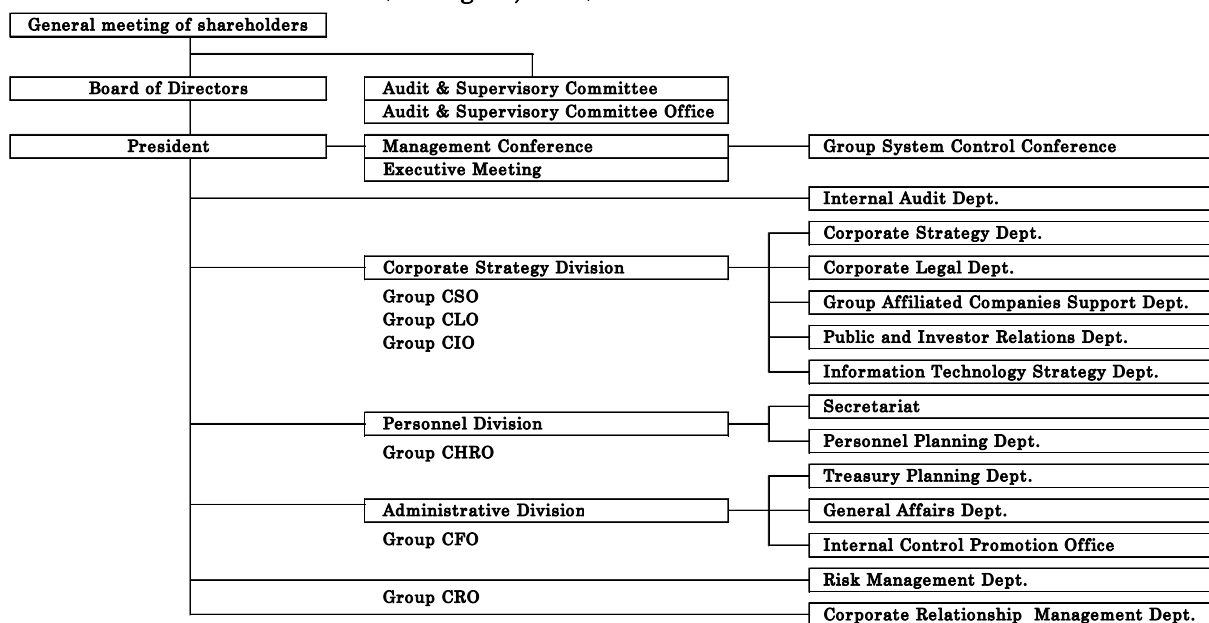 General meeting of shareholders
Board of Directors
Audit & Supervisory Committee
Audit & Supervisory Committee Office
President
Management Conference
Group System Control Conference
Executive Meeting
Internal Audit Dept.
Corporate Strategy Dept.
Corporate Strategy Division
Corporate Legal Dept.
Group CSO
Group Affiliated Companies Support Dept.
Group CLO
Group CIO
Public and Investor Relations Dept.
Information Technology Strategy Dept.
Secretariat
Personnel Division
Personnel Planning Dept.
Group CHRO
Treasury Planning Dept.
Administrative Division
General Affairs Dept.
Group CFO
Internal Control Promotion Office
Risk Management Dept.
Group CRO
Corporate Relationship Management Dept.